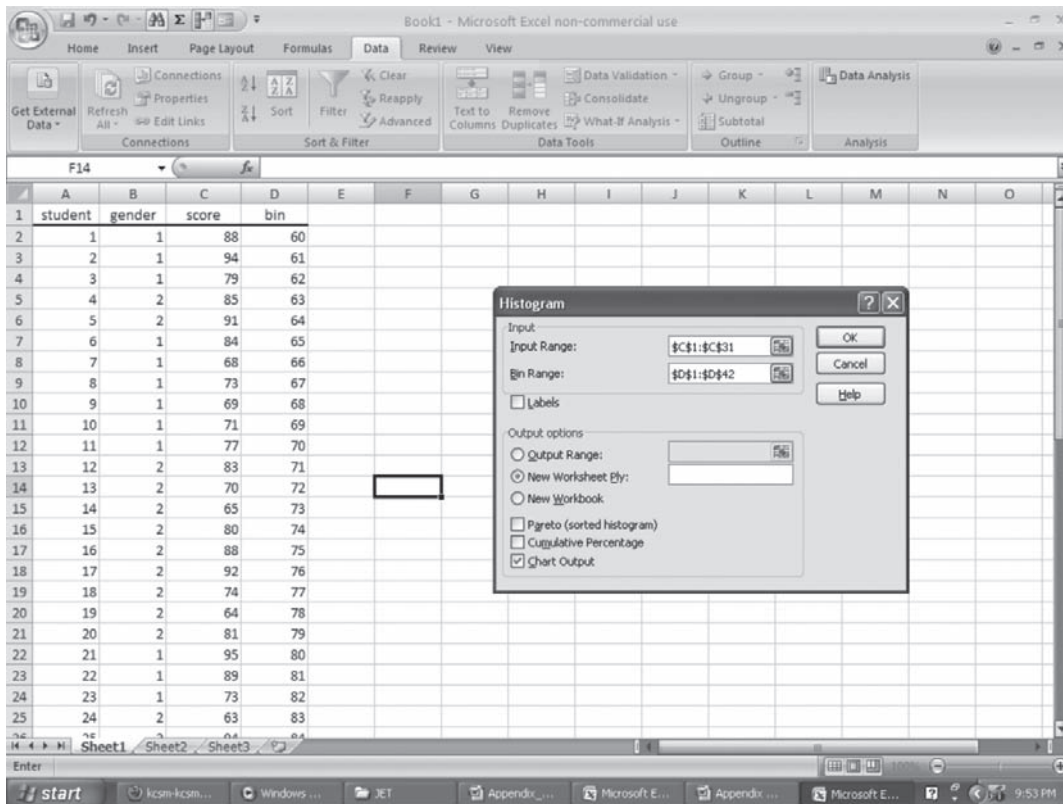 Book1 - Microsoft Excel non-commercial use
Home Insert Page Layout Formulas Data Review View
Get External Data
Refresh All
Connections
Properties
Edit Links
Connections
Sort
Filter
Clear
Reapply
Advanced
Sort & Filter
Text to Columns
Remove Duplicates
Data Validation
Consolidate
What-If Analysis
Data Tools
Group
Ungroup
Subtotal
Outline
Data Analysis
Analysis
F14 fx
A B C D E F G H I J K L M N O
1 student gender score bin
2 1 1 88 60
3 2 1 94 61
4 3 1 79 62
5 4 2 85 63
6 5 2 91 64
7 6 1 84 65
8 7 1 68 66
9 8 1 73 67
10 9 1 69 68
11 10 1 71 69
12 11 1 77 70
13 12 2 83 71
14 13 2 70 72
15 14 2 65 73
16 15 2 80 74
17 16 2 88 75
18 17 2 92 76
19 18 2 74 77
20 19 2 64 78
21 20 2 81 79
22 21 1 95 80
23 22 1 89 81
24 23 1 73 82
25 24 2 63 83
Histogram
Input
Input Range: $C$1:$C$31
Bin Range: $D$1:$D$42
Labels
OK
Cancel
Help
Output options
Output Range:
New Worksheet Ply:
New Workbook
Pareto (sorted histogram)
Cumulative Percentage
Chart Output
Sheet1 Sheet2 Sheet3
Enter 100%
start kcsm-kcsm... Windows ... JET Appendix_... Microsoft E... Appendix ... Microsoft E... 9:53 PM